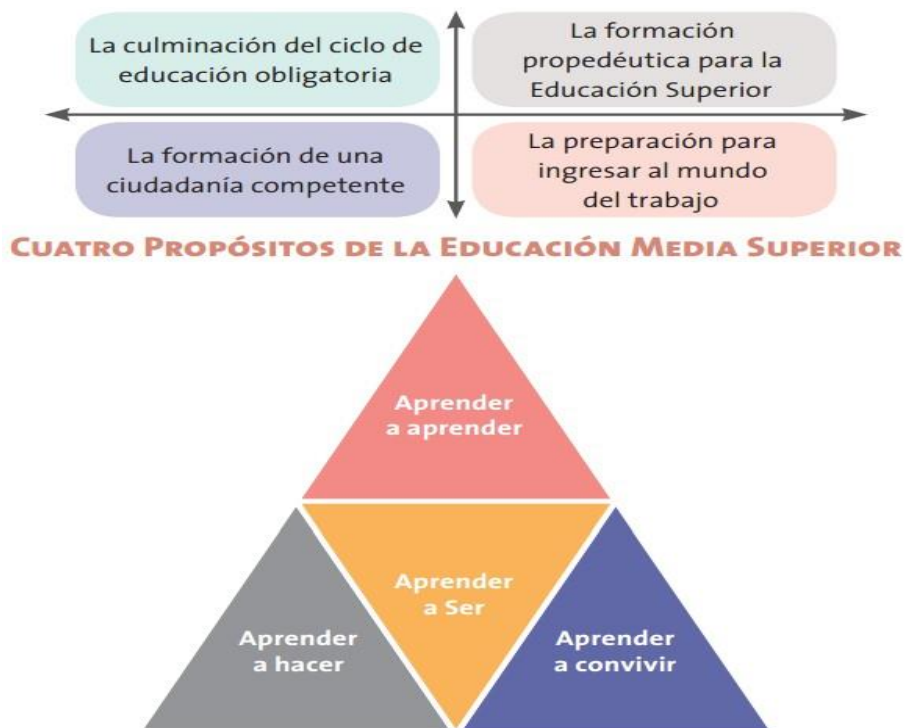 La culminación del ciclo de
educación obligatoria
La formación
propedéutica para la
Educación Superior
La formación de una
ciudadanía competente
La preparación para
ingresar al mundo
del trabajo
Cuatro Propósitos de la Educación Media Superior
Aprender
a aprender
Aprender
a Ser
Aprender
a hacer
Aprender
a convivir